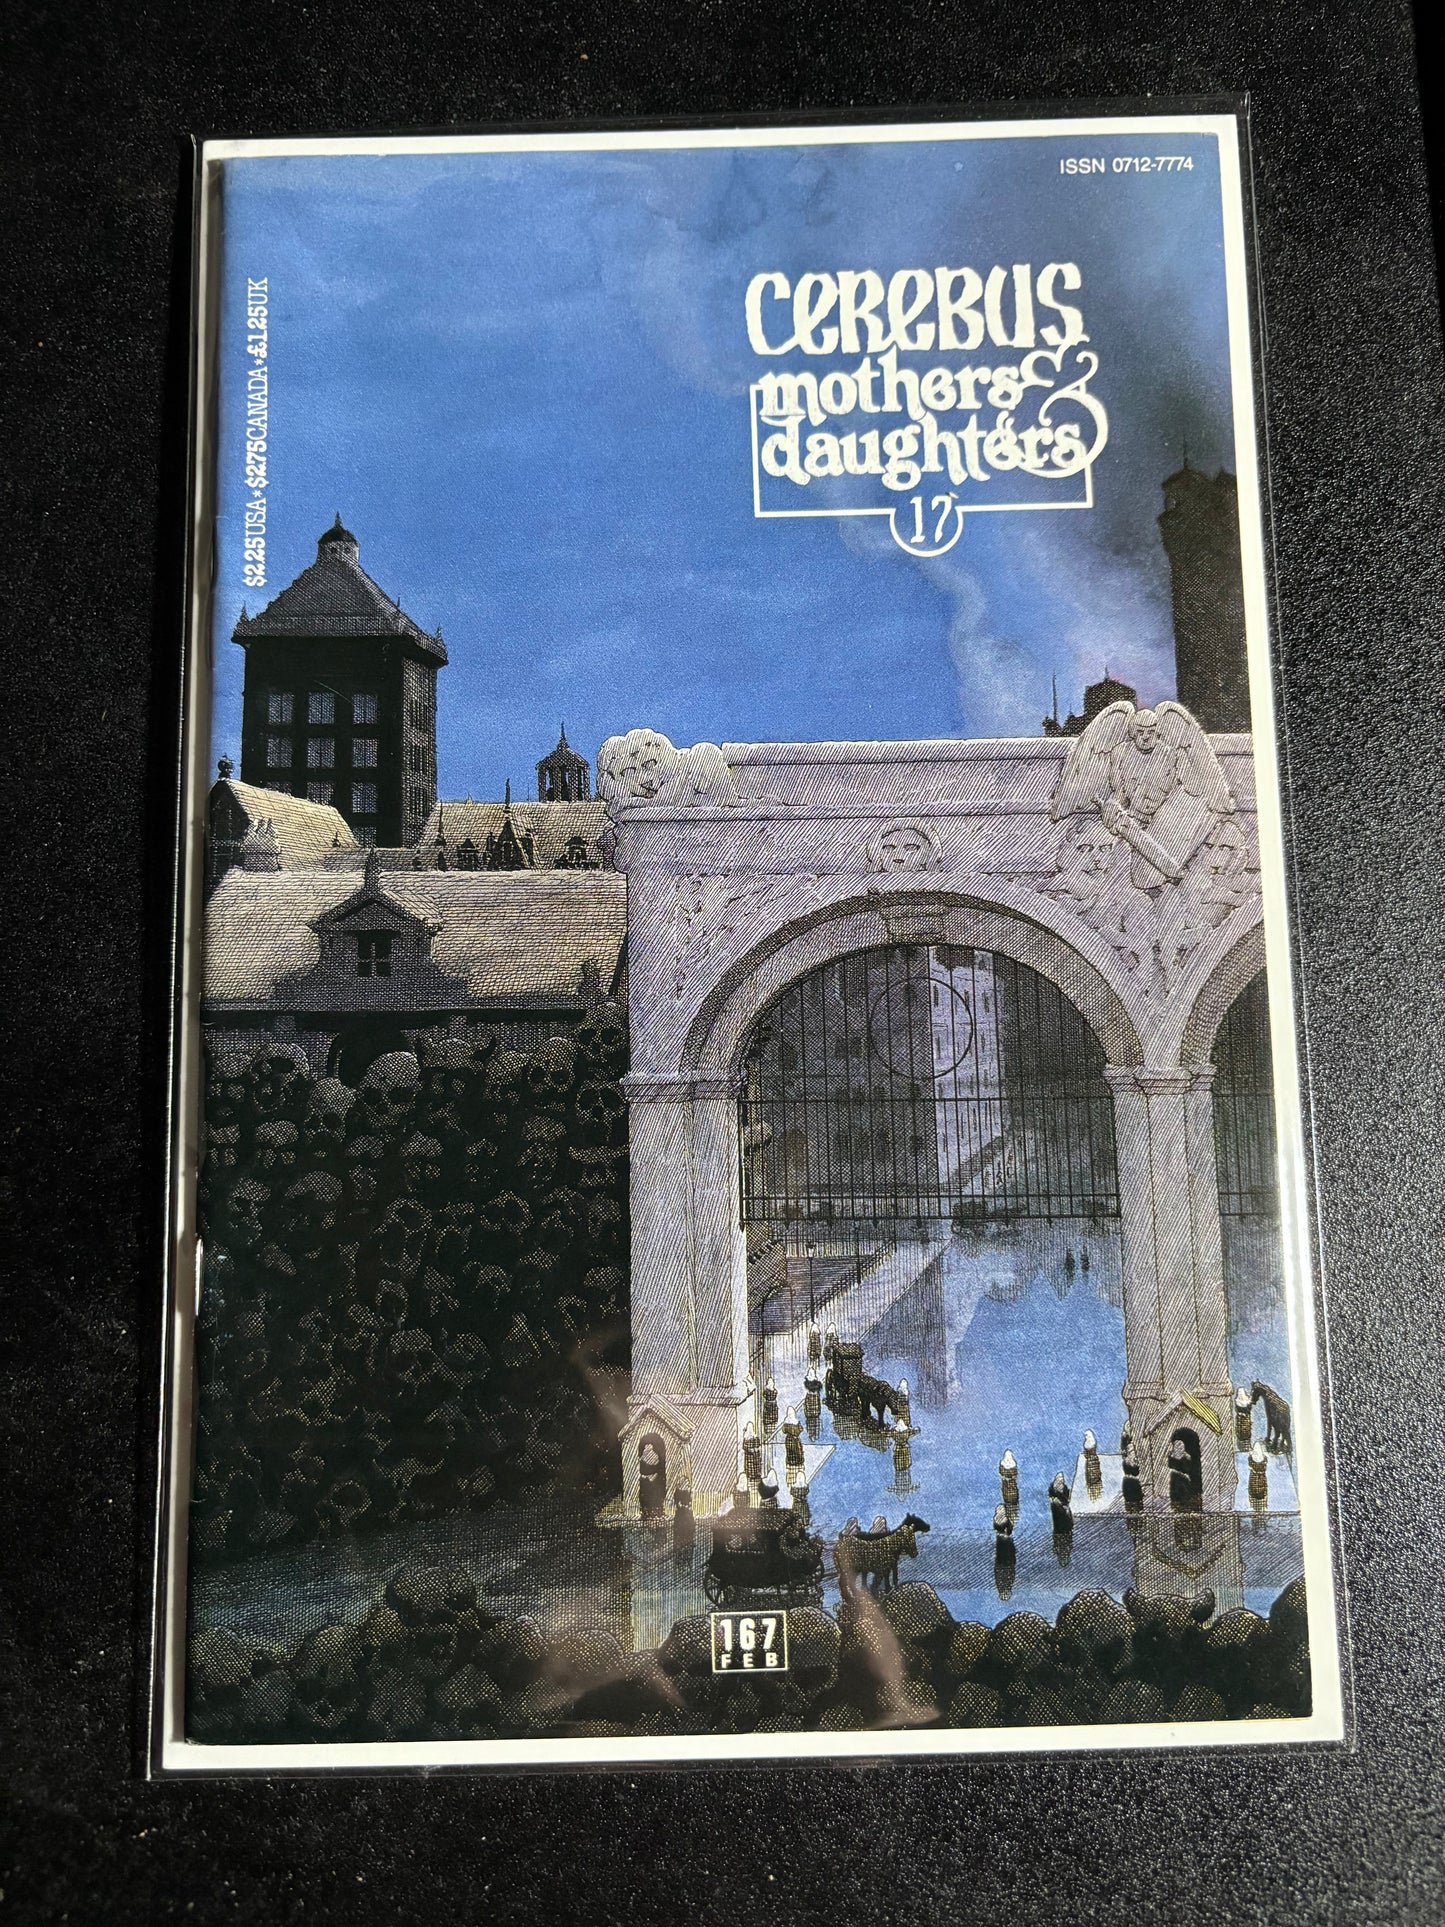 ISSN 0712-7774
$2.25USA*$2.75CANADA*£1.25UK
CEREBUS
mothers &
daughters
17
167
FEB